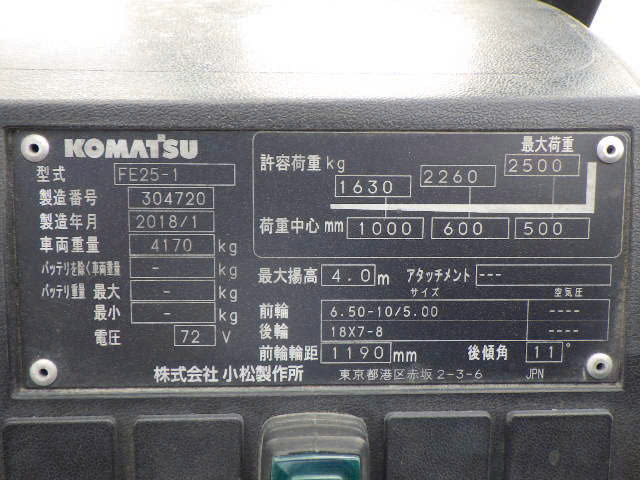 KOMATSU
型式 FE25-1
製造番号 304720
製造年月 2018/1
車両重量 4170 kg
バッテリを除く車両重量 - kg
バッテリ重量 最大 - kg
最小 - kg
電圧 72 V
最大荷重
許容荷重 kg 1630 2260 2500
荷重中心 mm 1000 600 500
最大揚高 4.0 m アタッチメント ---
サイズ 空気圧
前輪 6.50-10/5.00 ----
後輪 18X7-8 ----
前輪輪距 1190 mm 後傾角 11°
株式会社 小松製作所 東京都港区赤坂2-3-6 JPN